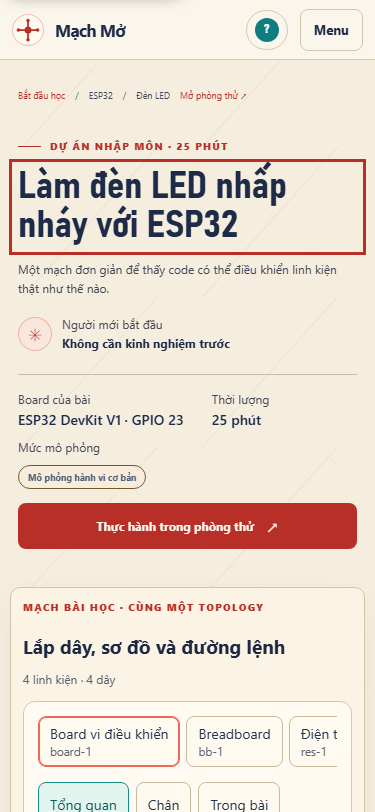 Mạch Mở
?
Menu
Bắt đầu học / ESP32 / Đèn LED Mở phòng thử ↗
DỰ ÁN NHẬP MÔN · 25 PHÚT
Làm đèn LED nhấp
nháy với ESP32
Một mạch đơn giản để thấy code có thể điều khiển linh kiện
thật như thế nào.
Người mới bắt đầu
Không cần kinh nghiệm trước
Board của bài
Thời lượng
ESP32 DevKit V1 · GPIO 23
25 phút
Mức mô phỏng
Mô phỏng hành vi cơ bản
Thực hành trong phòng thử ↗
MẠCH BÀI HỌC · CÙNG MỘT TOPOLOGY
Lắp dây, sơ đồ và đường lệnh
4 linh kiện · 4 dây
Board vi điều khiển
board-1
Breadboard
bb-1
Điện t
res-1
Tổng quan
Chân
Trong bài